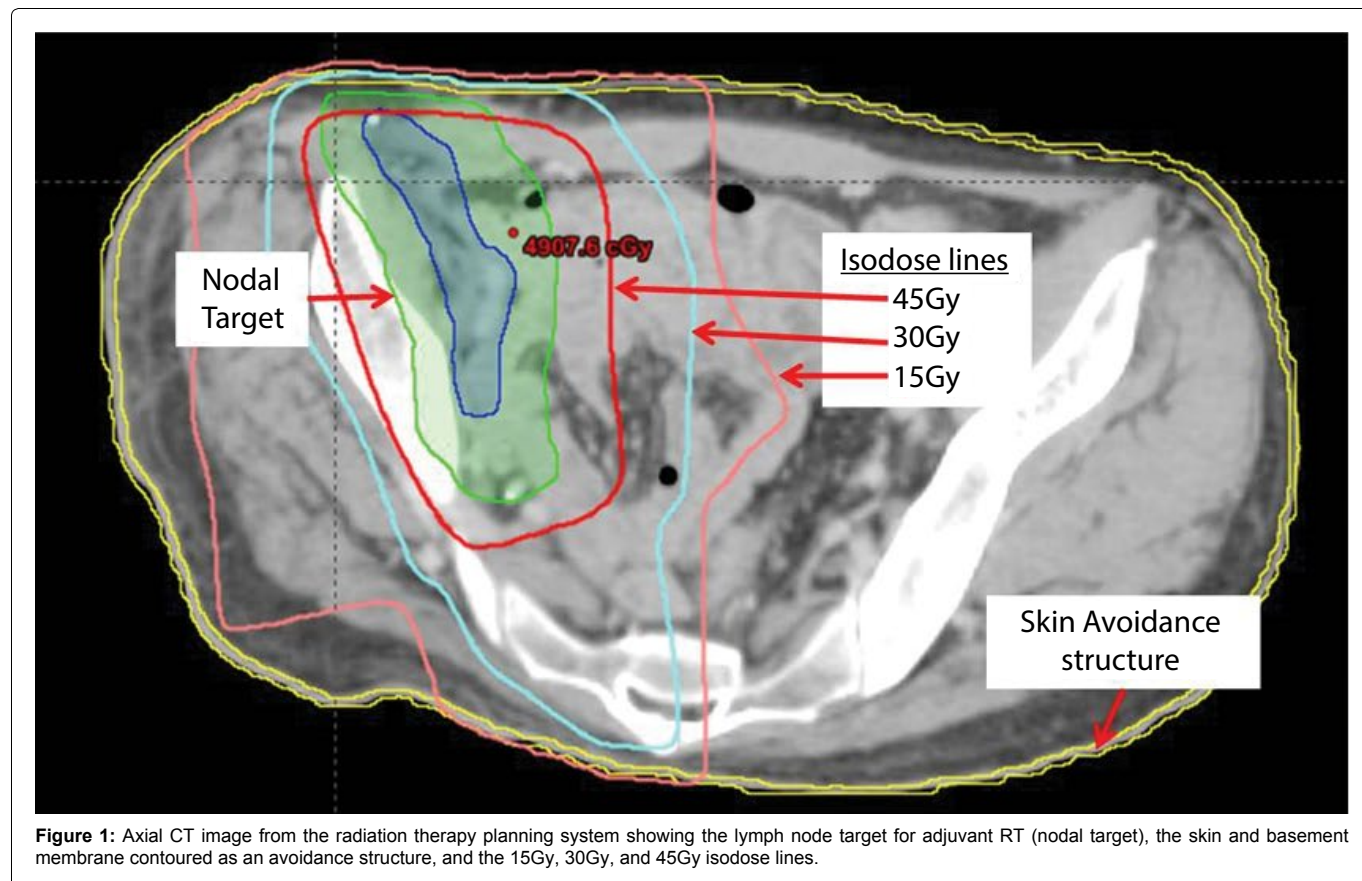 Nodal
Target
4907.6 cGy
Isodose lines
45Gy
30Gy
15Gy
Skin Avoidance
structure
Figure 1: Axial CT image from the radiation therapy planning system showing the lymph node target for adjuvant RT (nodal target), the skin and basement
membrane contoured as an avoidance structure, and the 15Gy, 30Gy, and 45Gy isodose lines.